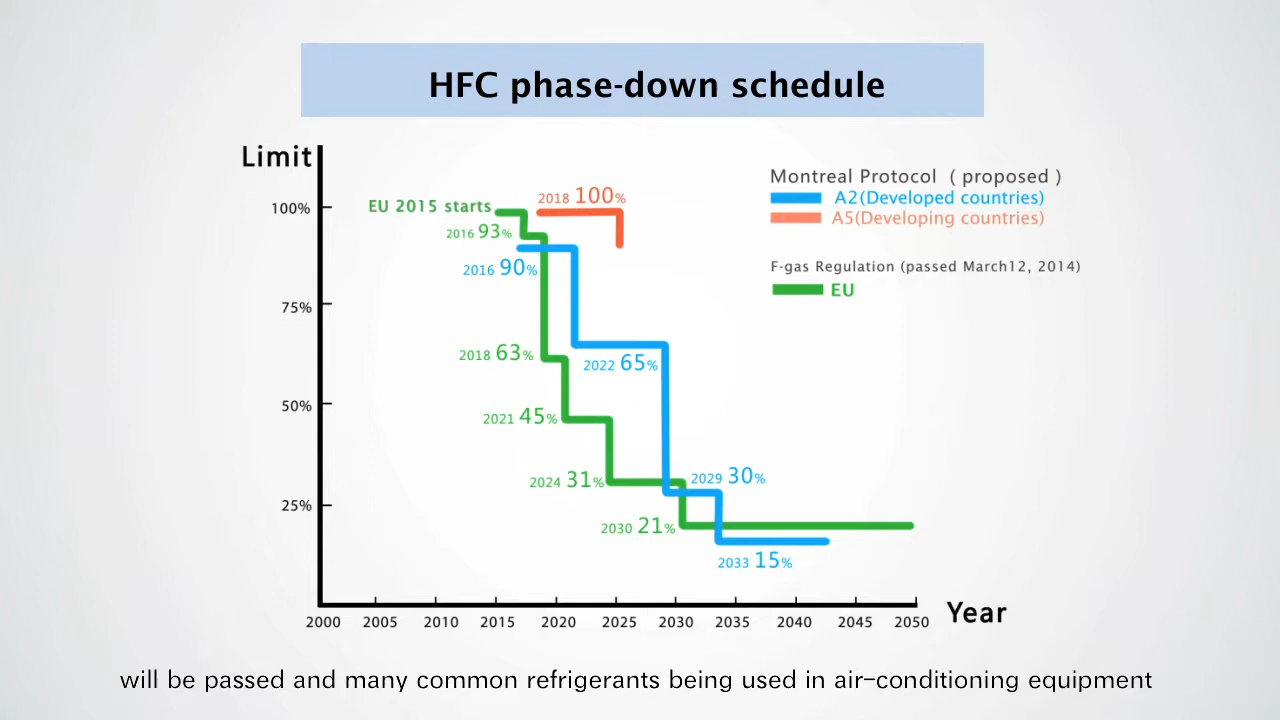 HFC phase-down schedule
Limit
100%
75%
50%
25%
EU 2015 starts
2016 93%
2018 100%
2016 90%
2018 63%
2022 65%
2021 45%
2024 31%
2029 30%
2030 21%
2033 15%
Montreal Protocol ( proposed )
A2(Developed countries)
A5(Developing countries)
F-gas Regulation (passed March12, 2014)
EU
2000 2005 2010 2015 2020 2025 2030 2035 2040 2045 2050
Year
will be passed and many common refrigerants being used in air-conditioning equipment